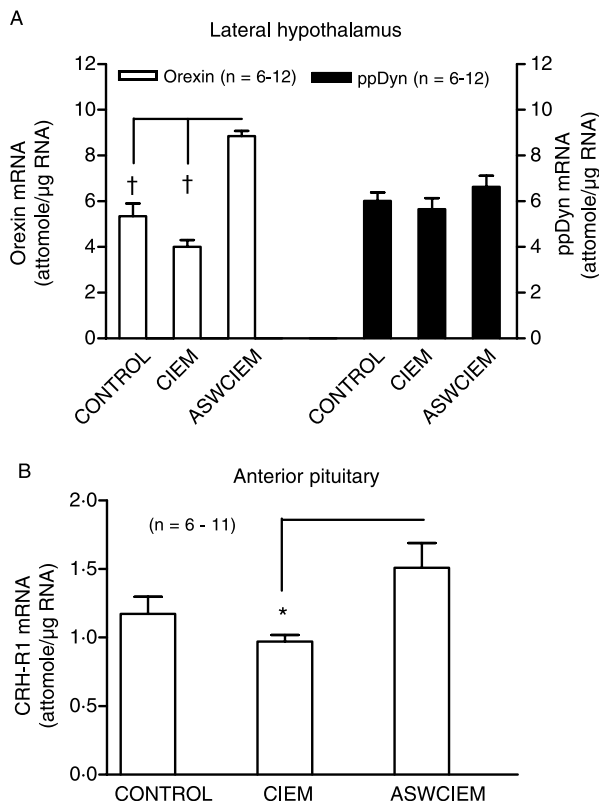 A
Lateral hypothalamus
Orexin (n = 6-12)
ppDyn (n = 6-12)
Orexin mRNA
(attomole/µg RNA)
12
10
8
6
4
2
0
† †
12
10
8
6
4
2
0
ppDyn mRNA
(attomole/µg RNA)
CONTROL
CIEM
ASWCIEM
CONTROL
CIEM
ASWCIEM
B
Anterior pituitary
(n = 6 - 11)
CRH-R1 mRNA
(attomole/µg RNA)
2·0
1·5
1·0
0·5
0
*
CONTROL CIEM ASWCIEM